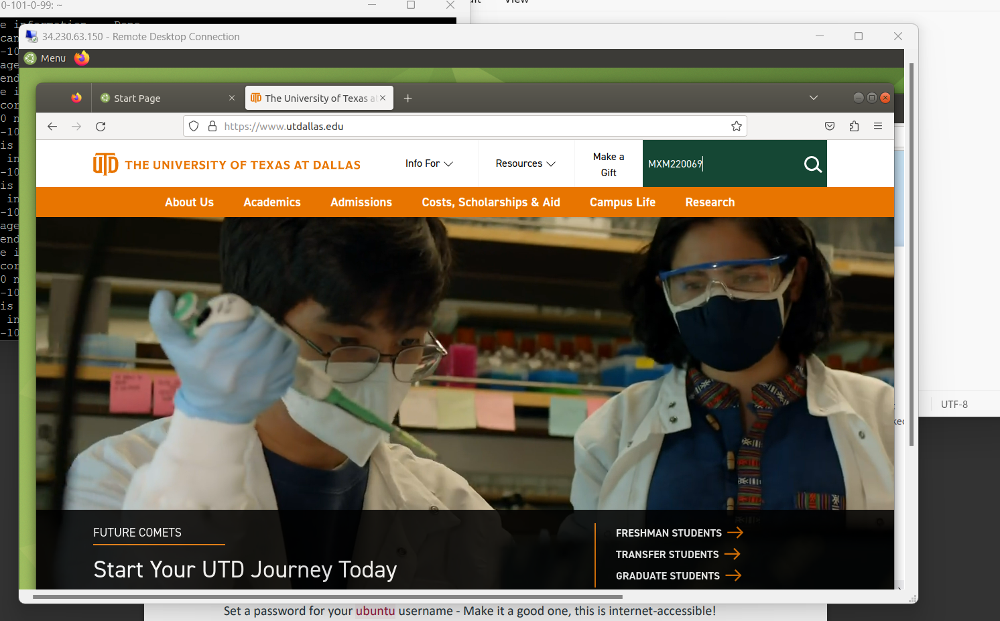 0-101-0-99: ~
View
34.230.63.150 - Remote Desktop Connection
Menu
Start Page
The University of Texas a
https://www.utdallas.edu
UTD THE UNIVERSITY OF TEXAS AT DALLAS
Info For
Resources
Make a
Gift
MXM220069
About Us
Academics
Admissions
Costs, Scholarships & Aid
Campus Life
Research
FUTURE COMETS
Start Your UTD Journey Today
FRESHMAN STUDENTS
TRANSFER STUDENTS
GRADUATE STUDENTS
UTF-8
Set a password for your ubuntu username - Make it a good one, this is internet-accessible!